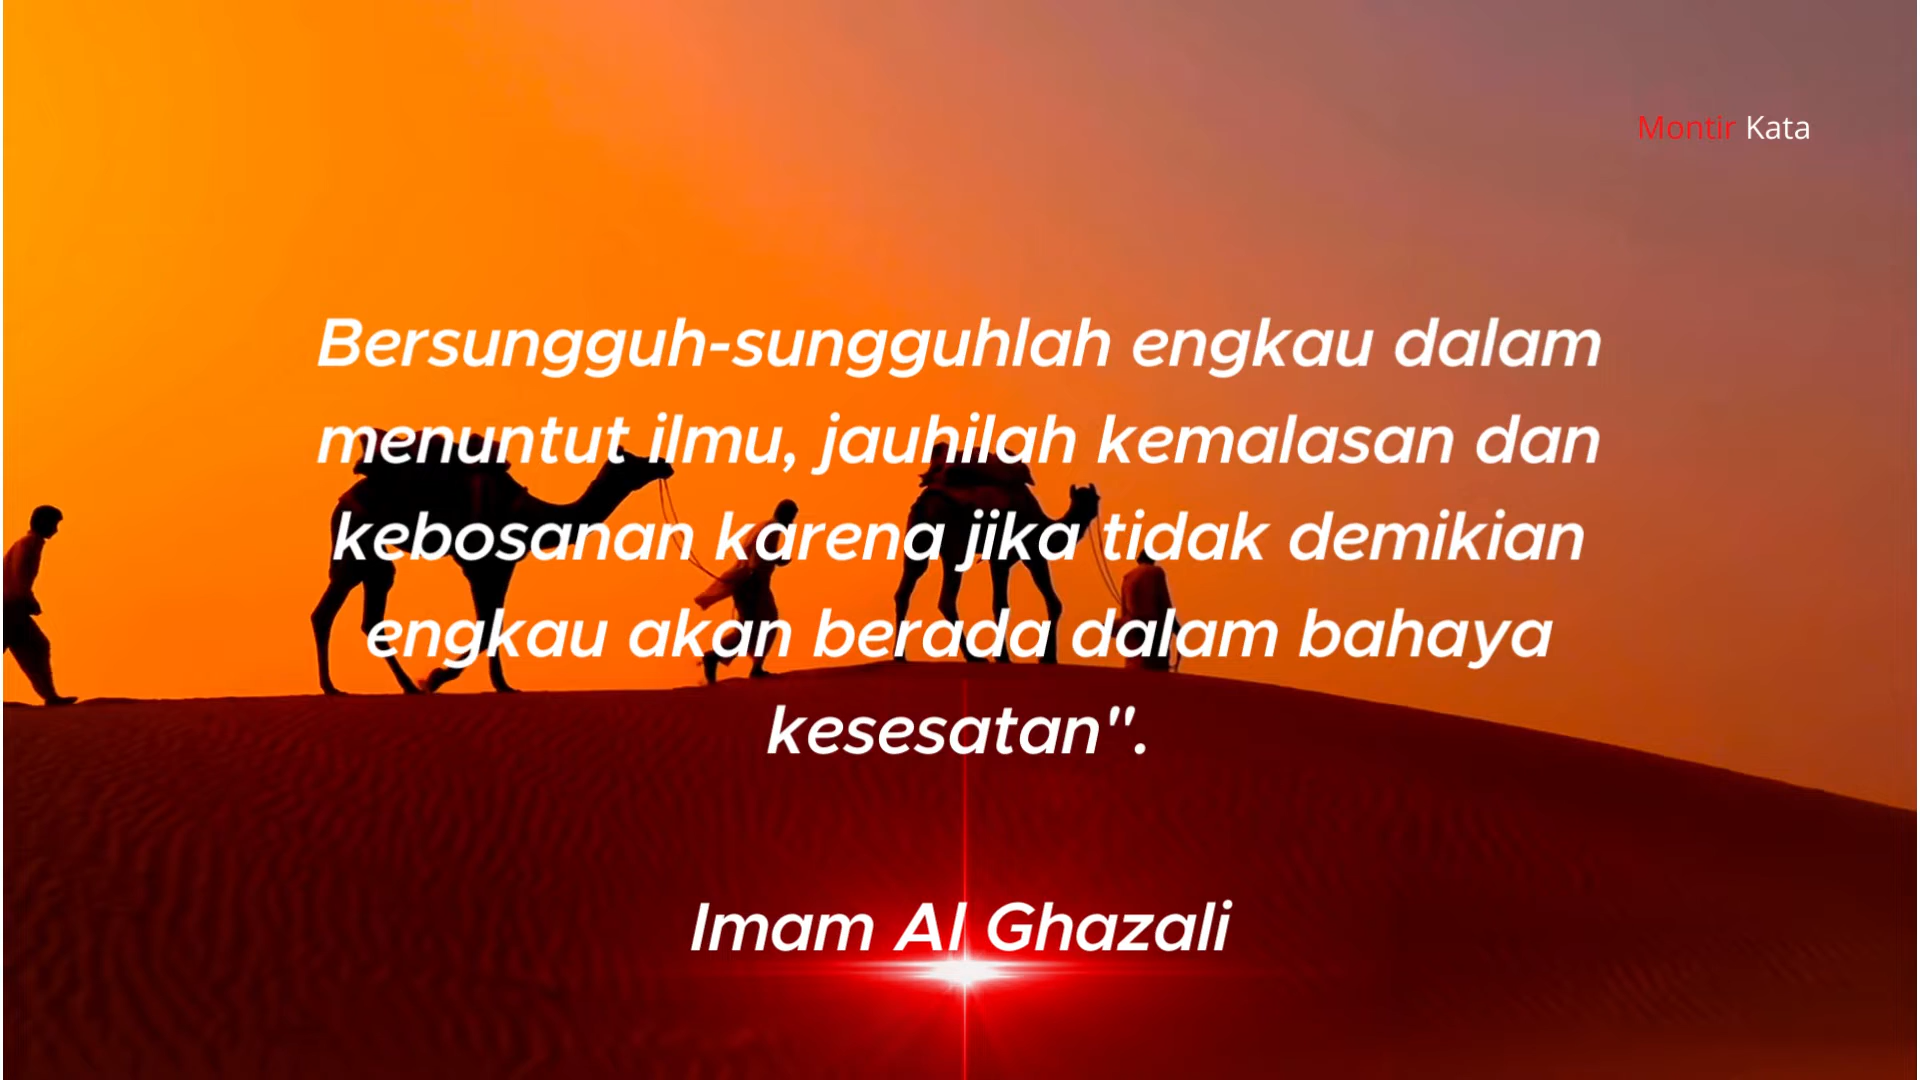 Montir Kata
Bersungguh-sungguhlah engkau dalam
menuntut ilmu, jauhilah kemalasan dan
kebosanan karena jika tidak demikian
engkau akan berada dalam bahaya
kesesatan".
Imam Al Ghazali